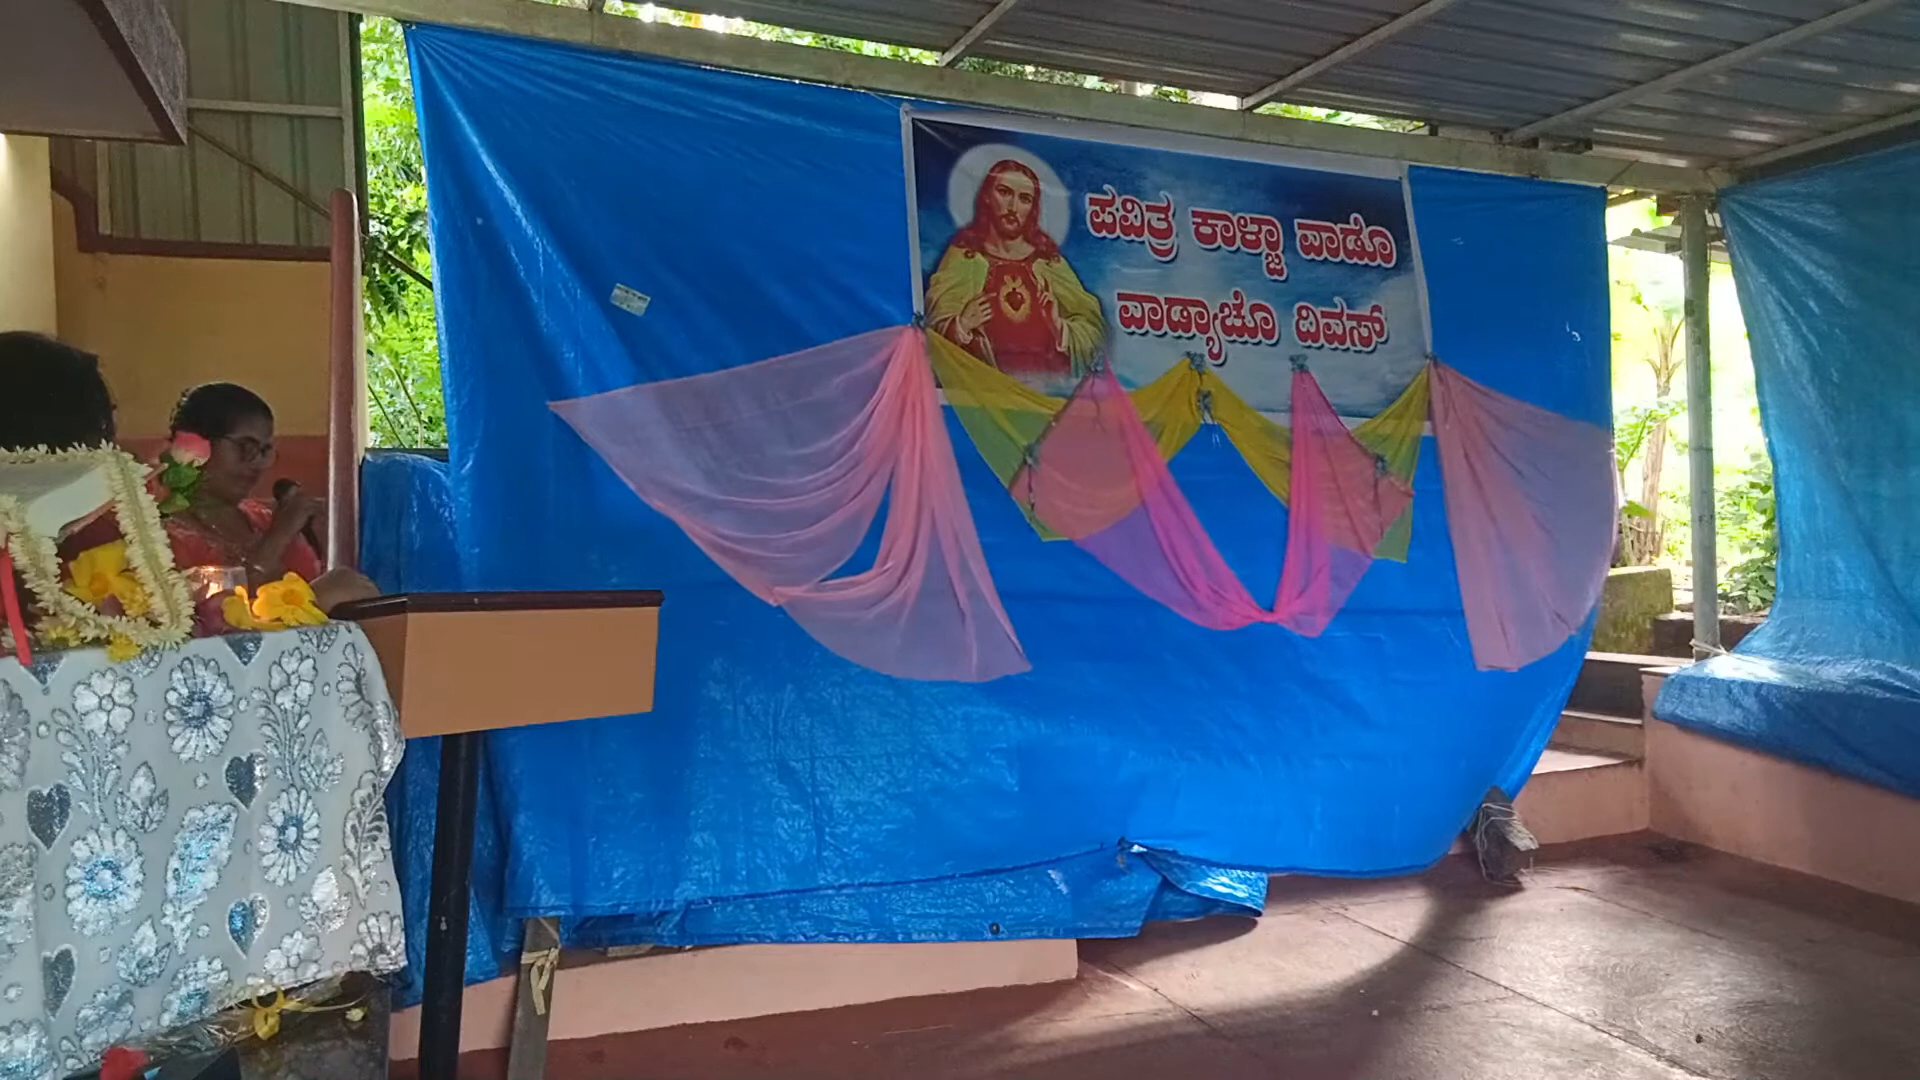 ಪವಿತ್ರ ಕಾಳ್ಜಾ ವಾಡೊ
ವಾಡ್ಯಾಚೊ ದಿವಸ್